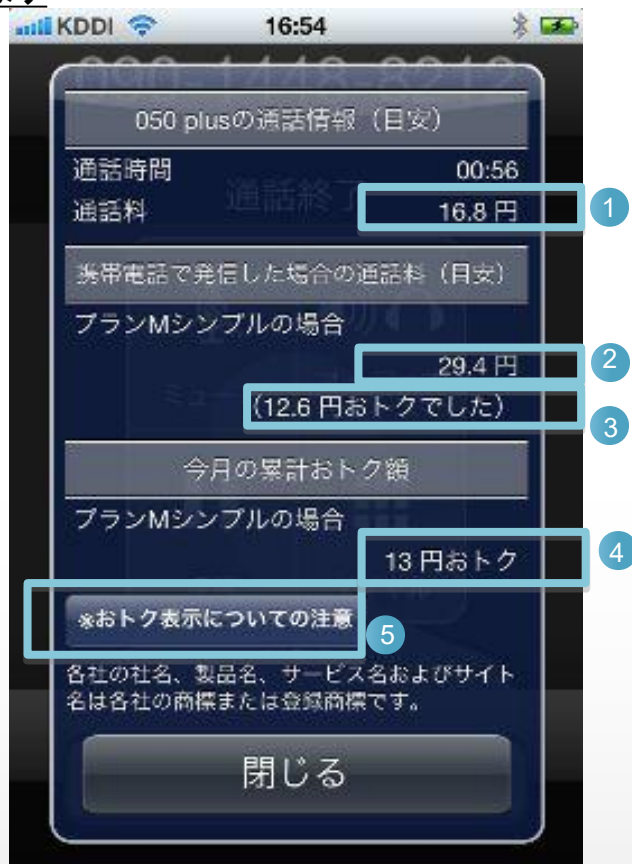 KDDI 16:54
050 plusの通話情報（目安）
通話時間 00:56
通話終了
通話料 16.8 円 1
携帯電話で発信した場合の通話料（目安）
プランMシンプルの場合
29.4 円 2
（12.6 円おトクでした） 3
今月の累計おトク額
プランMシンプルの場合
13 円おトク 4
※おトク表示についての注意 5
各社の社名、製品名、サービス名およびサイト
名は各社の商標または登録商標です。
閉じる